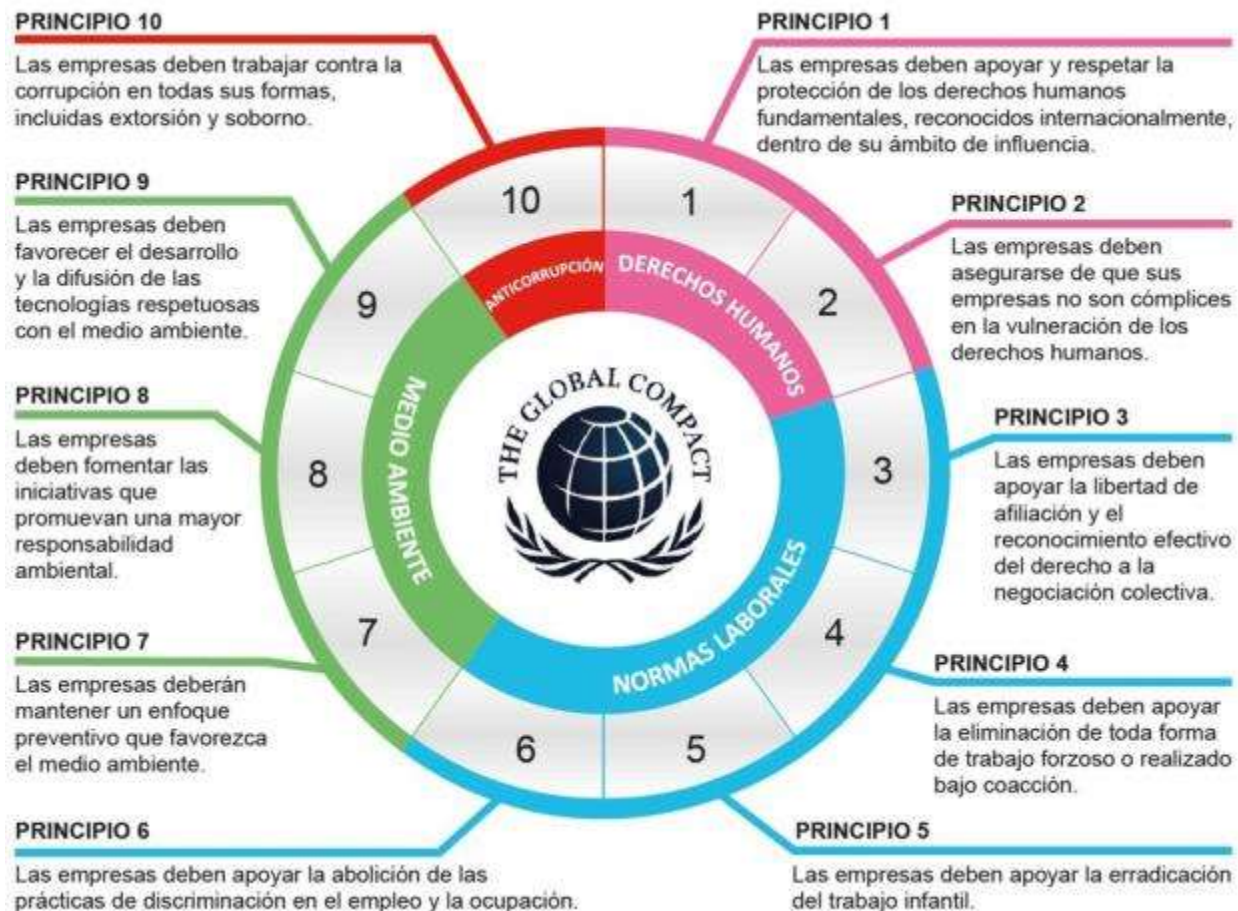 PRINCIPIO 10
Las empresas deben trabajar contra la
corrupción en todas sus formas,
incluidas extorsión y soborno.
PRINCIPIO 1
Las empresas deben apoyar y respetar la
protección de los derechos humanos
fundamentales, reconocidos internacionalmente,
dentro de su ámbito de influencia.
PRINCIPIO 9
Las empresas deben
favorecer el desarrollo
y la difusión de las
tecnologías respetuosas
con el medio ambiente.
PRINCIPIO 2
Las empresas deben
asegurarse de que sus
empresas no son cómplices
en la vulneración de los
derechos humanos.
PRINCIPIO 8
Las empresas
deben fomentar las
iniciativas que
promuevan una mayor
responsabilidad
ambiental.
PRINCIPIO 3
Las empresas deben
apoyar la libertad de
afiliación y el
reconocimiento efectivo
del derecho a la
negociación colectiva.
PRINCIPIO 7
Las empresas deberán
mantener un enfoque
preventivo que favorezca
el medio ambiente.
PRINCIPIO 4
Las empresas deben apoyar
la eliminación de toda forma
de trabajo forzoso o realizado
bajo coacción.
PRINCIPIO 6
Las empresas deben apoyar la abolición de las
prácticas de discriminación en el empleo y la ocupación.
PRINCIPIO 5
Las empresas deben apoyar la erradicación
del trabajo infantil.
10
1
2
3
4
5
6
7
8
9
ANTICORRUPCIÓN
DERECHOS HUMANOS
NORMAS LABORALES
MEDIO AMBIENTE
THE GLOBAL COMPACT